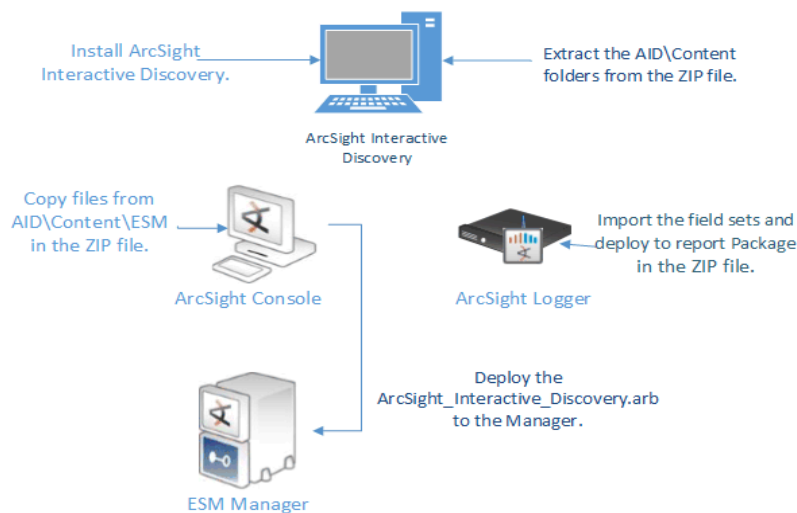 Install ArcSight
Interactive Discovery.
Extract the AID\Content
folders from the ZIP file.
ArcSight Interactive
Discovery
Copy files from
AID\Content\ESM
in the ZIP file.
ArcSight Console
Import the field sets and
deploy to report Package
in the ZIP file.
ArcSight Logger
Deploy the
ArcSight_Interactive_Discovery.arb
to the Manager.
ESM Manager